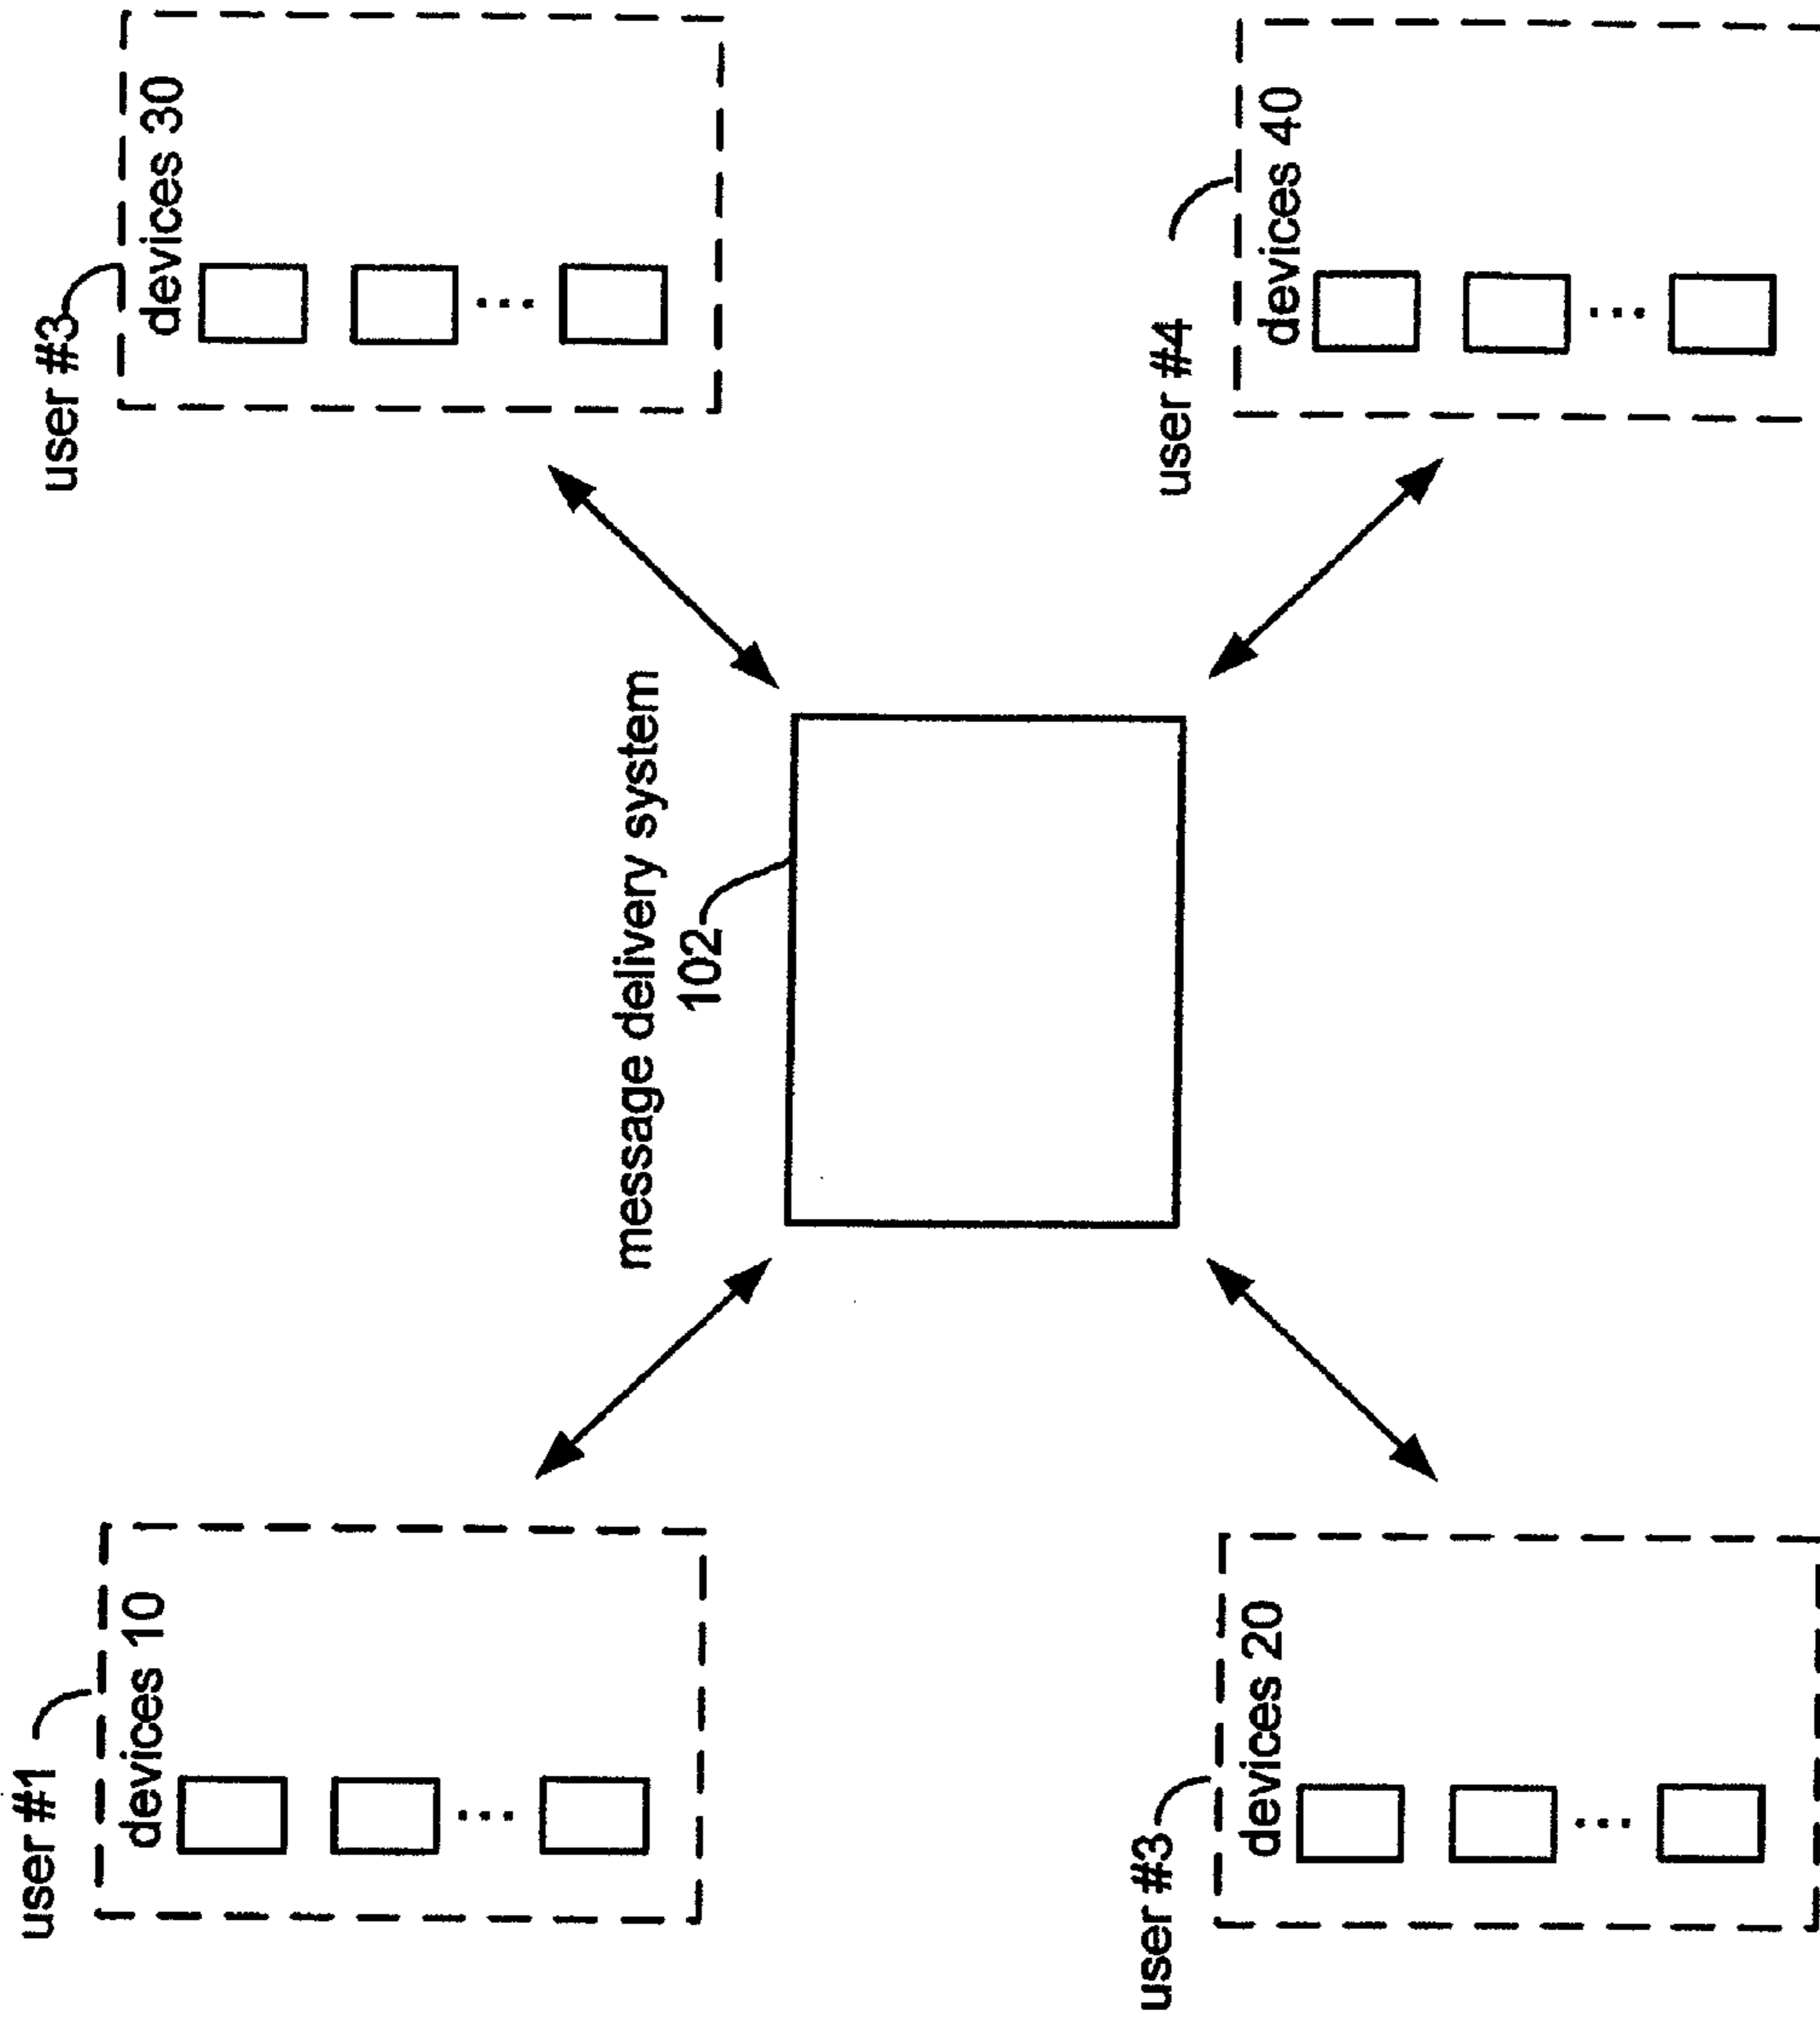 user #1
devices 10
...
user #3
devices 30
...
message delivery system
102
user #3
devices 20
...
user #4
devices 40
...